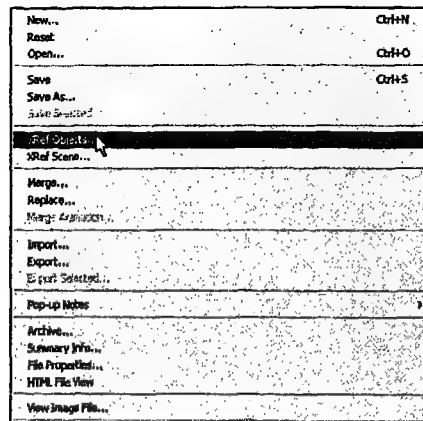 New... Ctrl+N
Reset
Open... Ctrl+O
Save Ctrl+S
Save As...
Save Selected
XRef Objects...
XRef Scene...
Merge...
Replace...
Merge Animation...
Import...
Export...
Export Selected...
Pop-up Notes
Archive...
Summary Info...
File Properties...
HTML File View
View Image File...